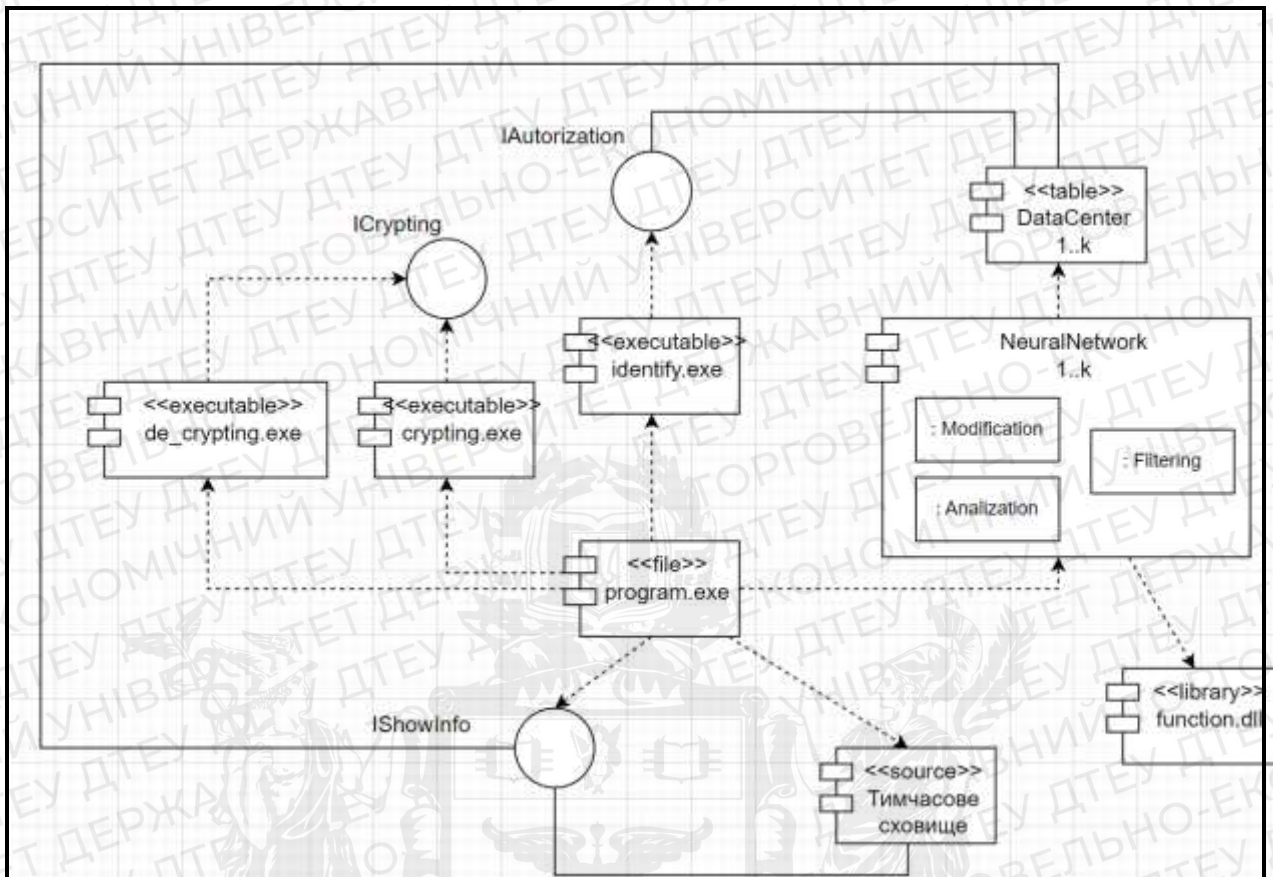 IAutorization
<<table>>
DataCenter
1..k
ICrypting
<<executable>>
identify.exe
NeuralNetwork
1..k
: Modification
: Filtering
: Analization
<<executable>>
de_crypting.exe
<<executable>>
crypting.exe
<<file>>
program.exe
<<library>>
function.dll
IShowInfo
<<source>>
Тимчасове
сховище